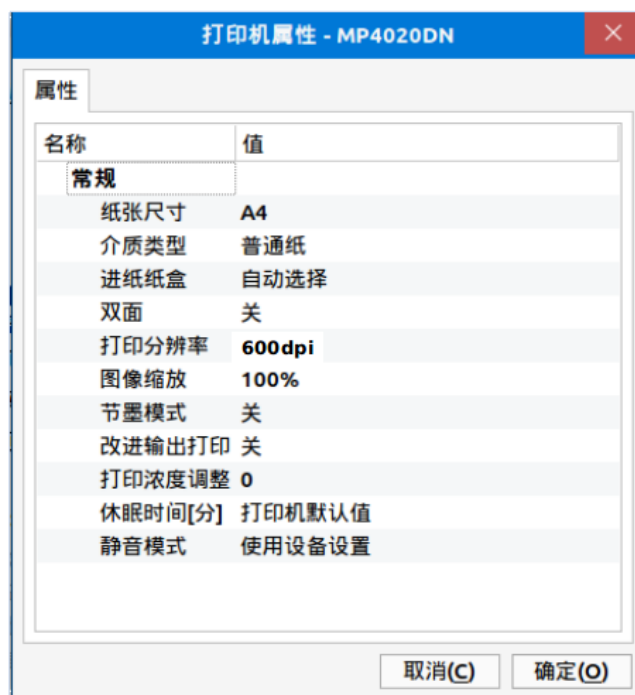 打印机属性 - MP4020DN
属性
名称 值
常规
纸张尺寸 A4
介质类型 普通纸
进纸纸盒 自动选择
双面 关
打印分辨率 600dpi
图像缩放 100%
节墨模式 关
改进输出打印 关
打印浓度调整 0
休眠时间[分] 打印机默认值
静音模式 使用设备设置
取消(C) 确定(O)